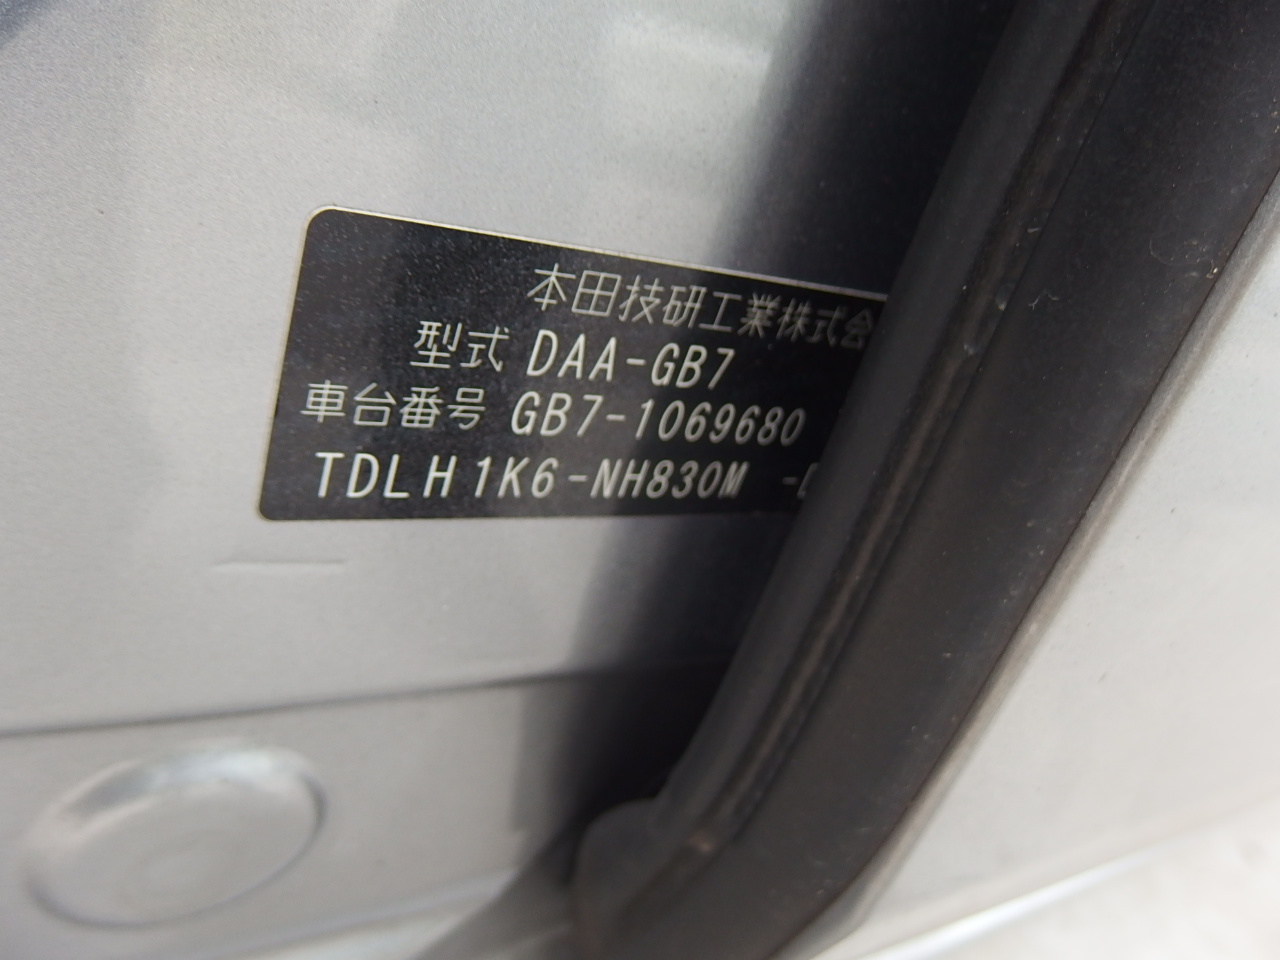 本田技研工業株式会
型式 DAA-GB7
車台番号 GB7-1069680
TDLH1K6-NH830M -